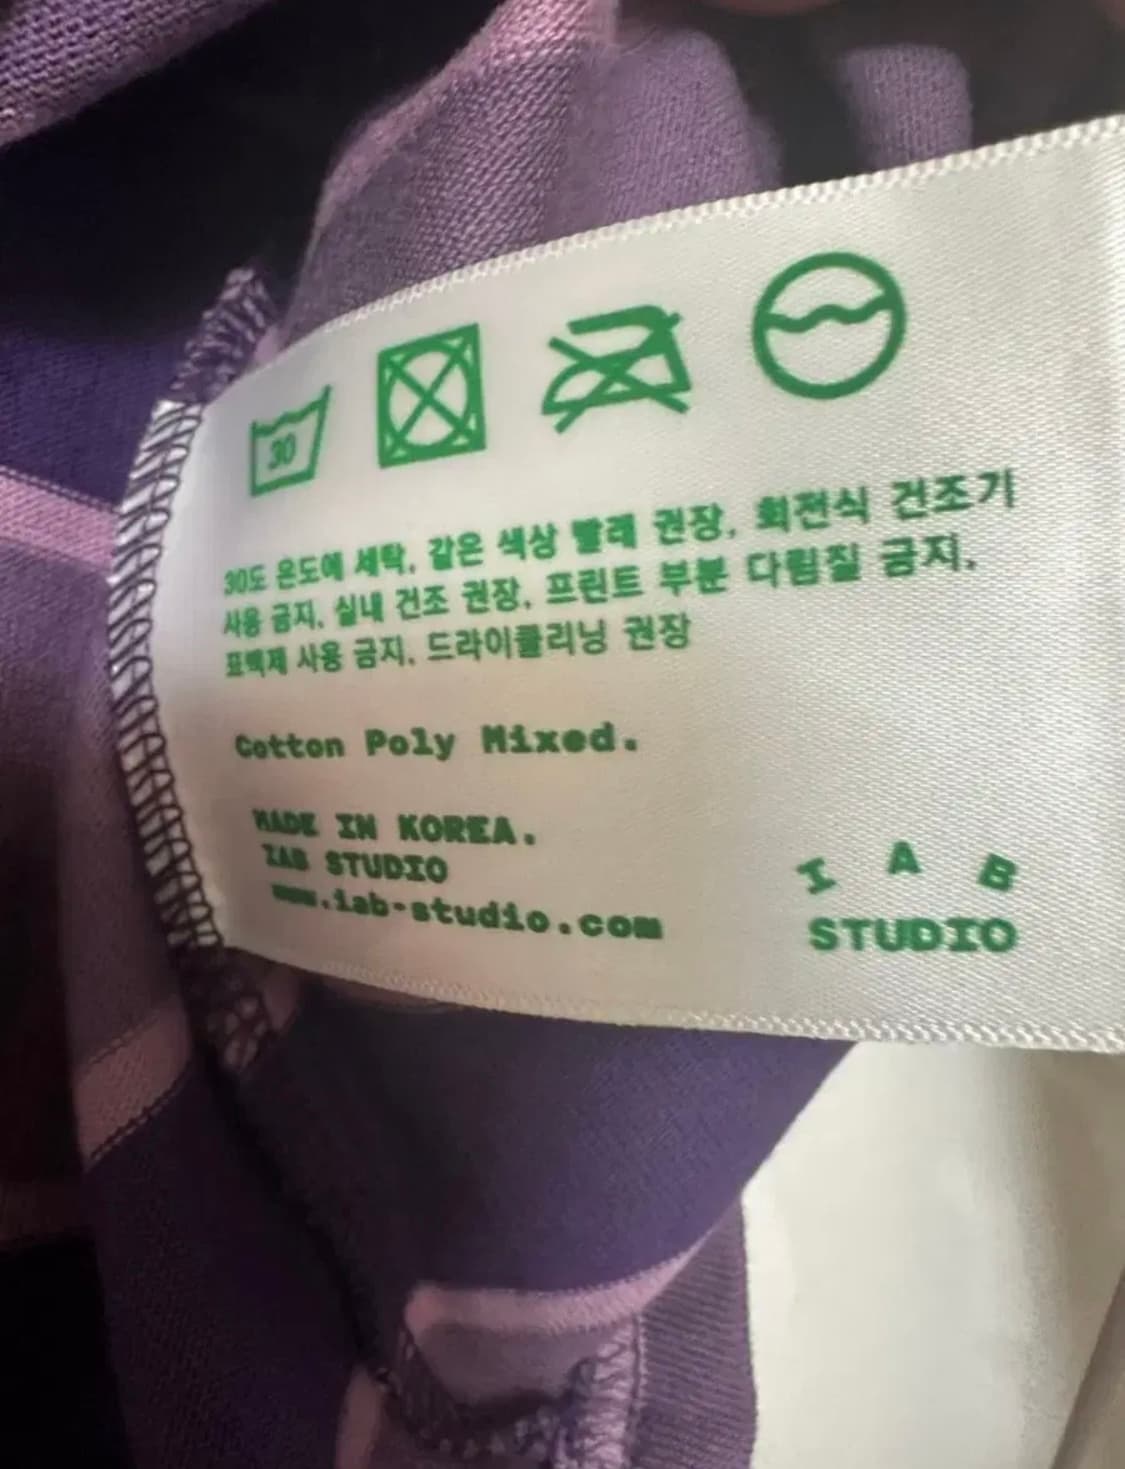 30
30도 온도에 세탁, 같은 색상 빨래 권장, 회전식 건조기
사용 금지, 실내 건조 권장, 프린트 부분 다림질 금지,
표백제 사용 금지, 드라이클리닝 권장
Cotton Poly Mixed.
MADE IN KOREA.
IAB STUDIO
www.iab-studio.com
I A B
STUDIO